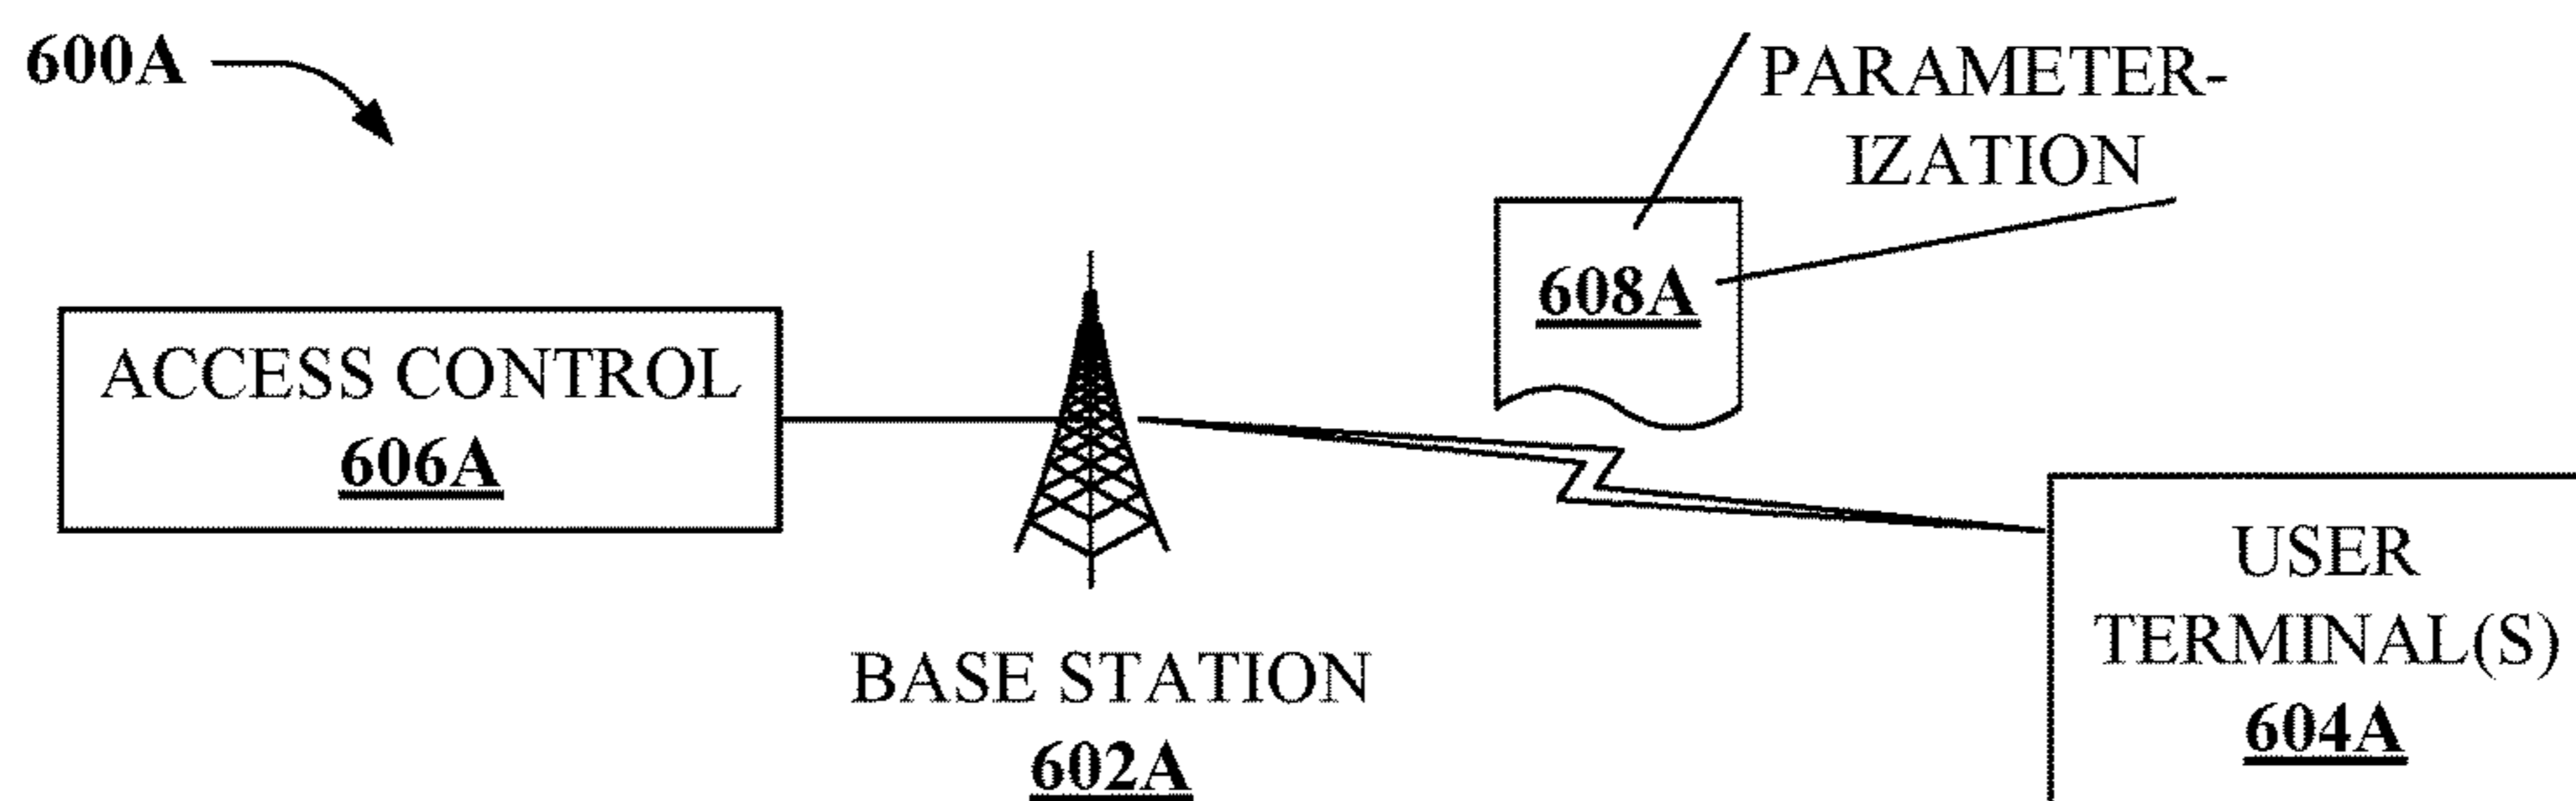 600A
PARAMETER-
IZATION
608A
ACCESS CONTROL
606A
BASE STATION
602A
USER
TERMINAL(S)
604A